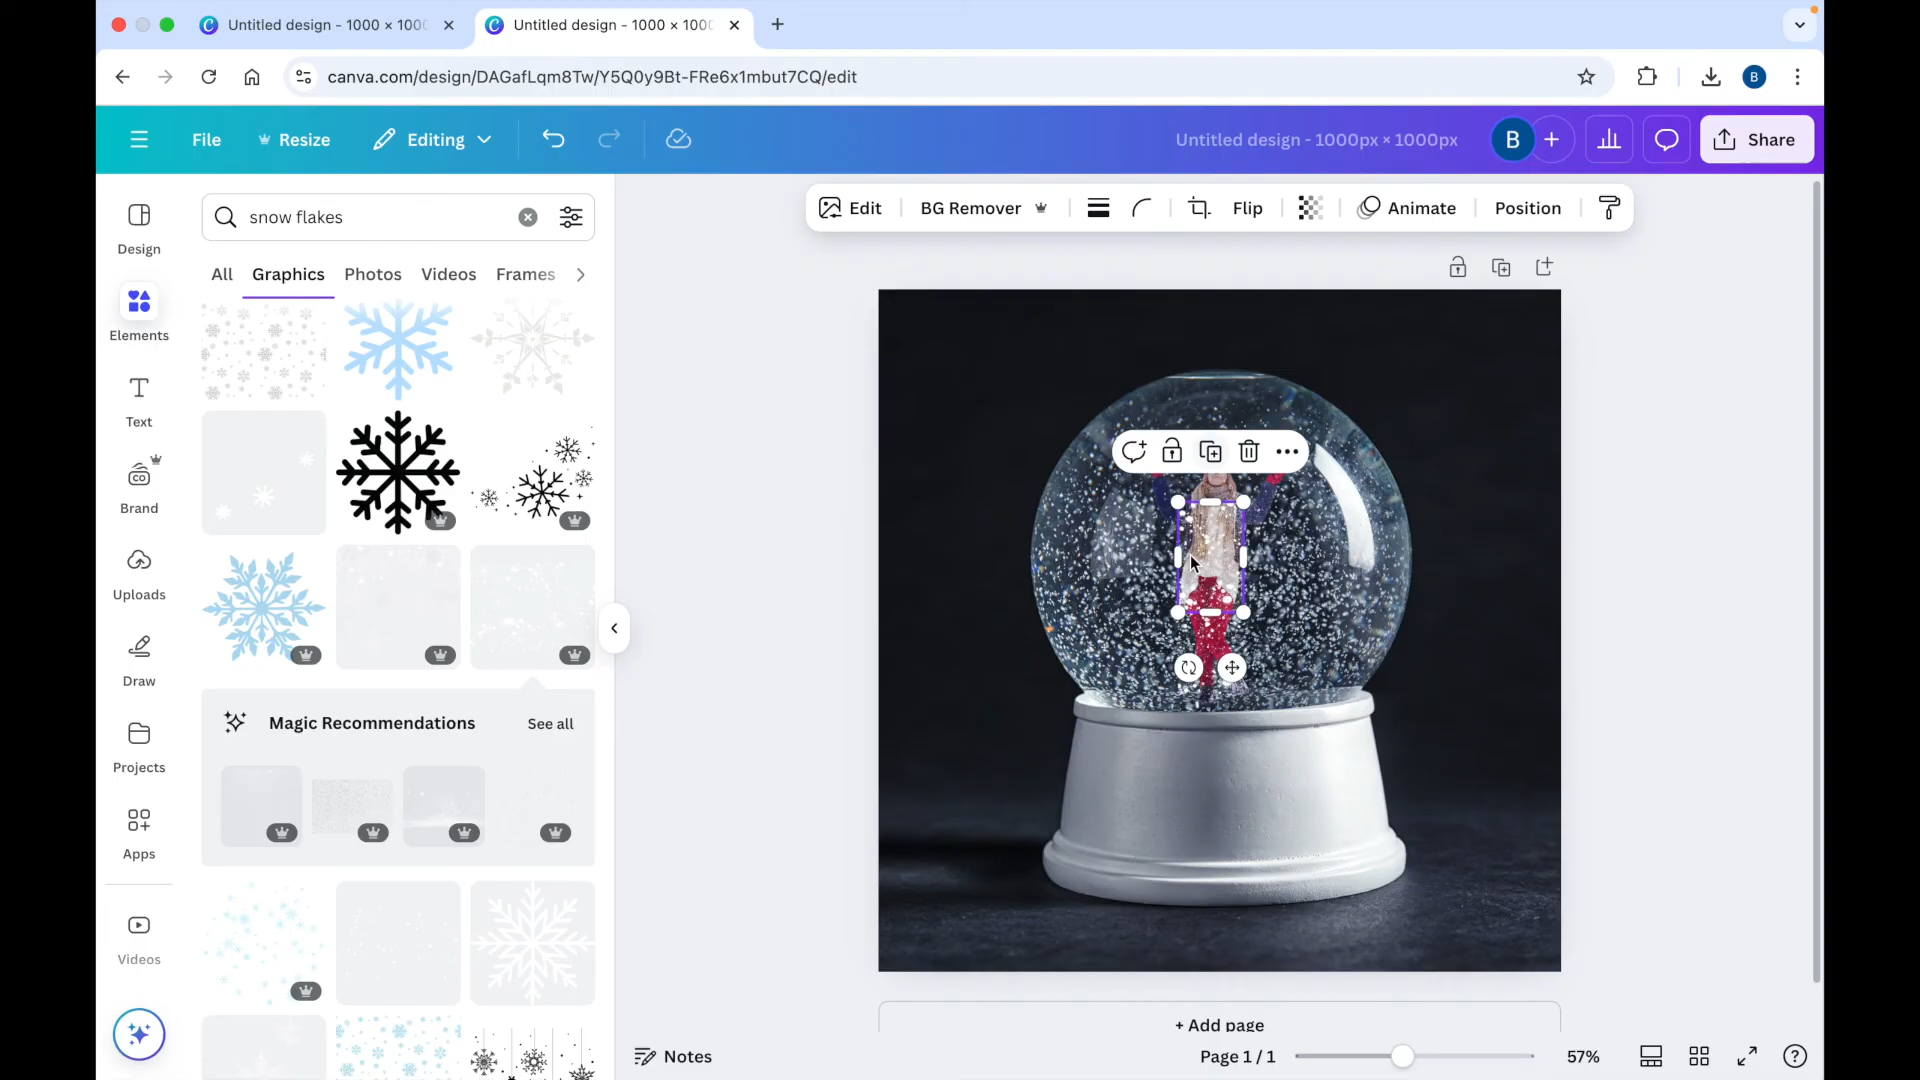 Untitled design - 1000 × 100
Untitled design - 1000 × 100
canva.com/design/DAGafLqm8Tw/Y5Q0y9Bt-FRe6x1mbut7CQ/edit
B
File
Resize
Editing
Untitled design - 1000px × 1000px
B
Share
snow flakes
Edit
BG Remover
Flip
Animate
Position
Design
All
Graphics
Photos
Videos
Frames
Elements
Text
Brand
Uploads
Draw
Magic Recommendations
See all
Projects
Apps
Videos
+ Add page
Notes
Page 1 / 1
57%